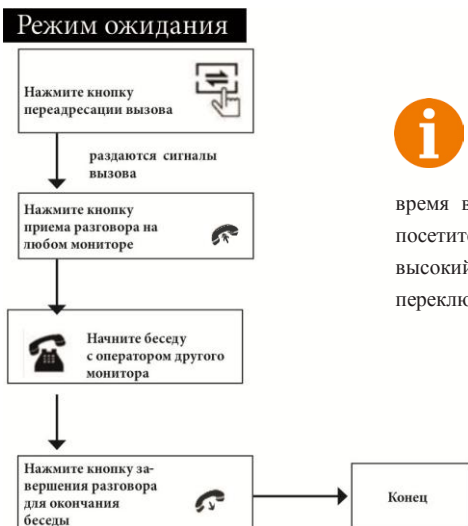 Режим ожидания
Нажмите кнопку
переадресации вызова
раздаются сигналы
вызова
Нажмите кнопку
приема разговора на
любом мониторе
Начните беседу
с оператором другого
монитора
Нажмите кнопку за-
вершения разговора
для окончания
беседы
Конец
i
время
посетит
высокий
переклю